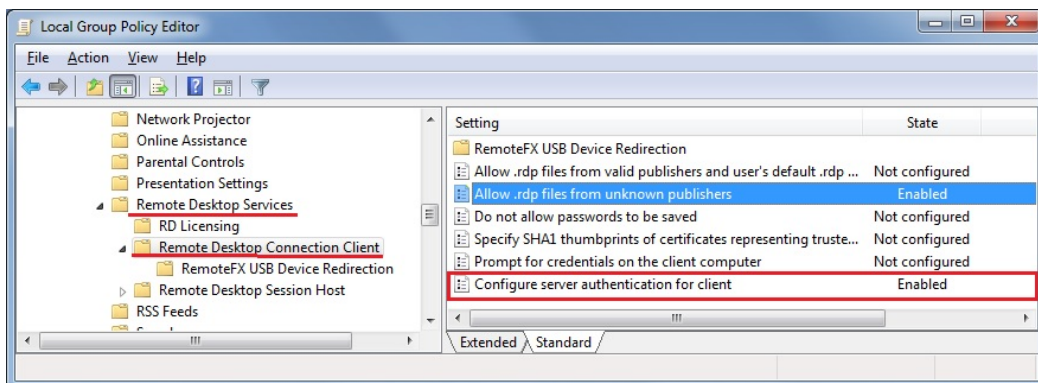 Local Group Policy Editor
File Action View Help
Network Projector
Online Assistance
Parental Controls
Presentation Settings
Remote Desktop Services
RD Licensing
Remote Desktop Connection Client
RemoteFX USB Device Redirection
Remote Desktop Session Host
RSS Feeds
Setting State
RemoteFX USB Device Redirection
Allow .rdp files from valid publishers and user's default .rdp ... Not configured
Allow .rdp files from unknown publishers Enabled
Do not allow passwords to be saved Not configured
Specify SHA1 thumbprints of certificates representing truste... Not configured
Prompt for credentials on the client computer Not configured
Configure server authentication for client Enabled
Extended Standard